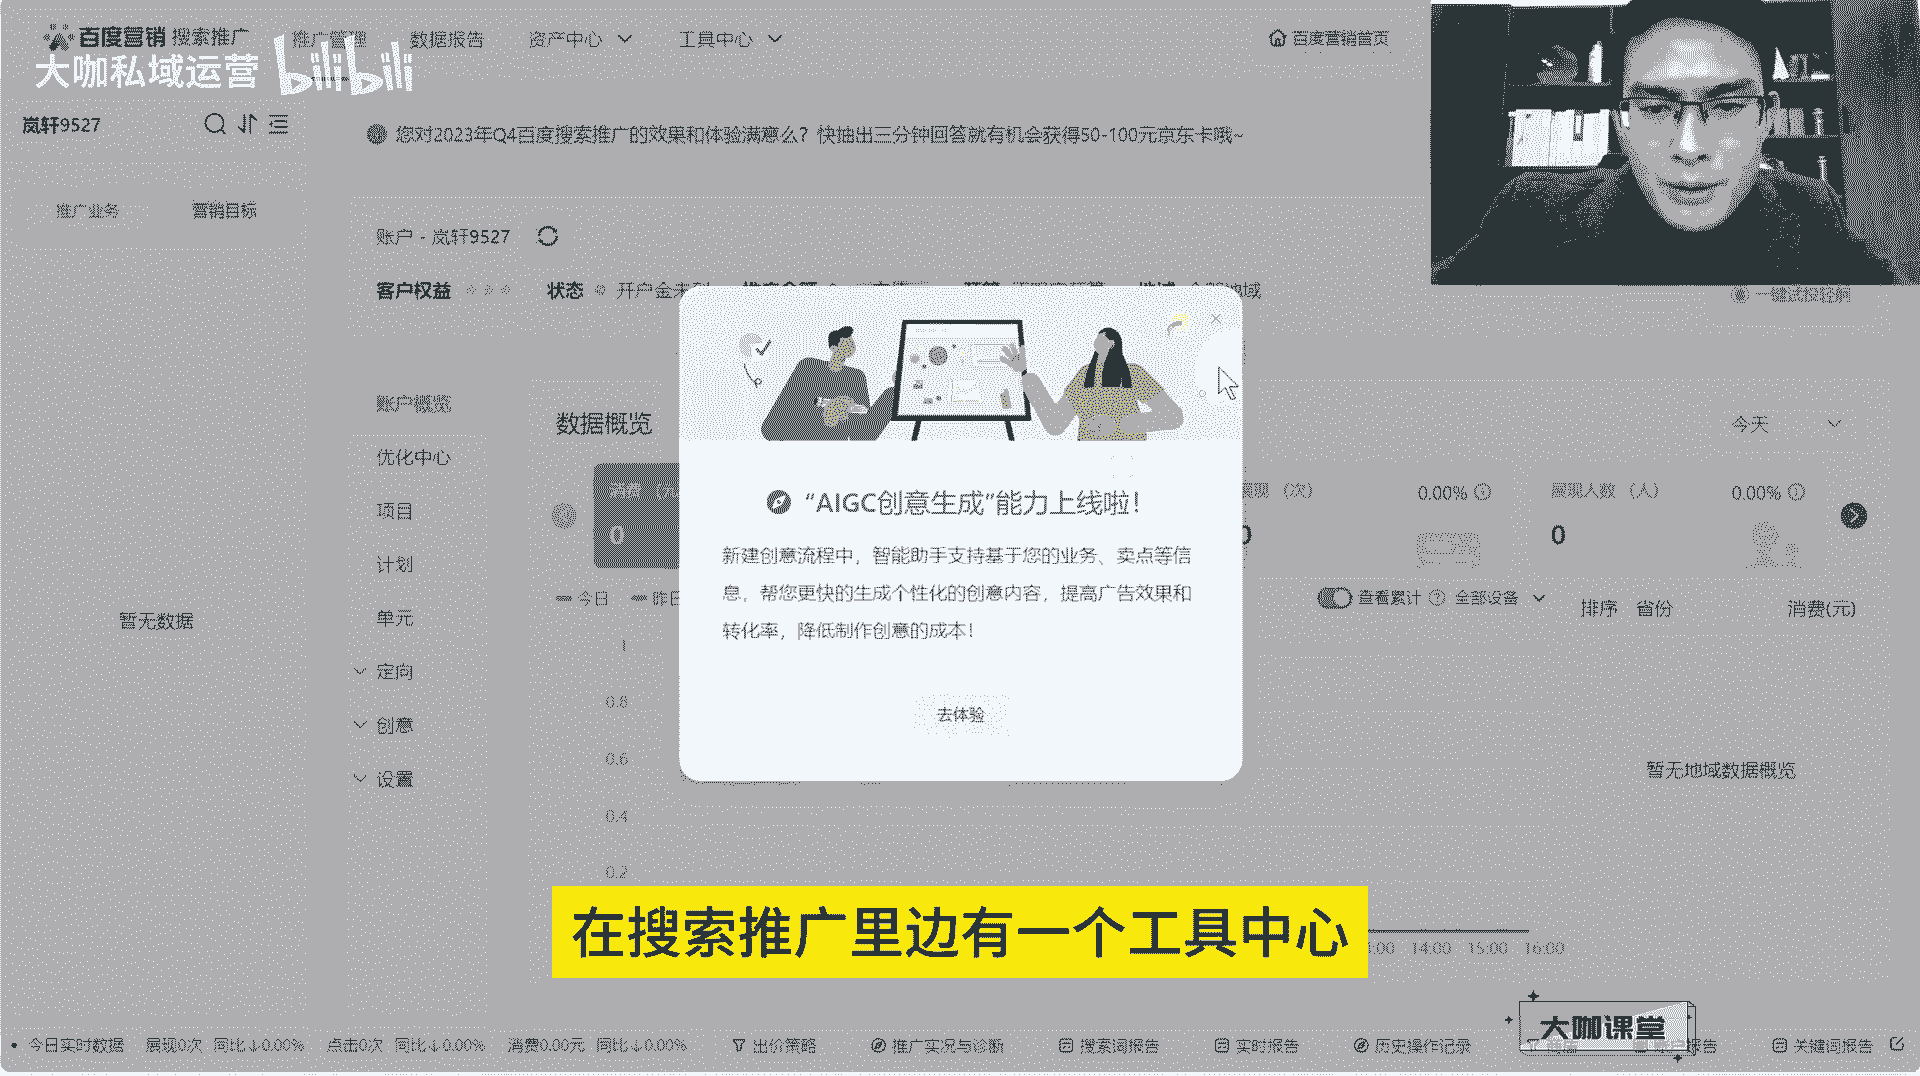 百度营销 搜索推广
推广管理
数据报告
资产中心
工具中心
百度营销首页
大咖私域运营
bilibili
岚轩9527
您对2023年Q4百度搜索推广的效果和体验满意么？快抽出三分钟回答就有机会获得50-100元京东卡哦~
推广业务
营销目标
账户 - 岚轩9527
客户权益
状态
开户金未到
一键试投轻舸
账户概览
优化中心
项目
计划
单元
定向
创意
设置
暂无数据
数据概览
今天
消费
0
“AIGC创意生成”能力上线啦！
新建创意流程中，智能助手支持基于您的业务、卖点等信
息，帮您更快的生成个性化的创意内容，提高广告效果和
转化率，降低制作创意的成本！
去体验
展现（次）
0.00%
展现人数（人）
0.00%
0
今日
昨日
查看累计
全部设备
排序
省份
消费(元)
1
0.8
0.6
0.4
0.2
暂无地域数据概览
在搜索推广里边有一个工具中心
14:00
15:00
16:00
大咖课堂
今日实时数据
展现0次 同比↓0.00%
点击0次 同比↓0.00%
消费0.00元 同比↓0.00%
出价策略
推广实况与诊断
搜索词报告
实时报告
历史操作记录
报告
关键词报告